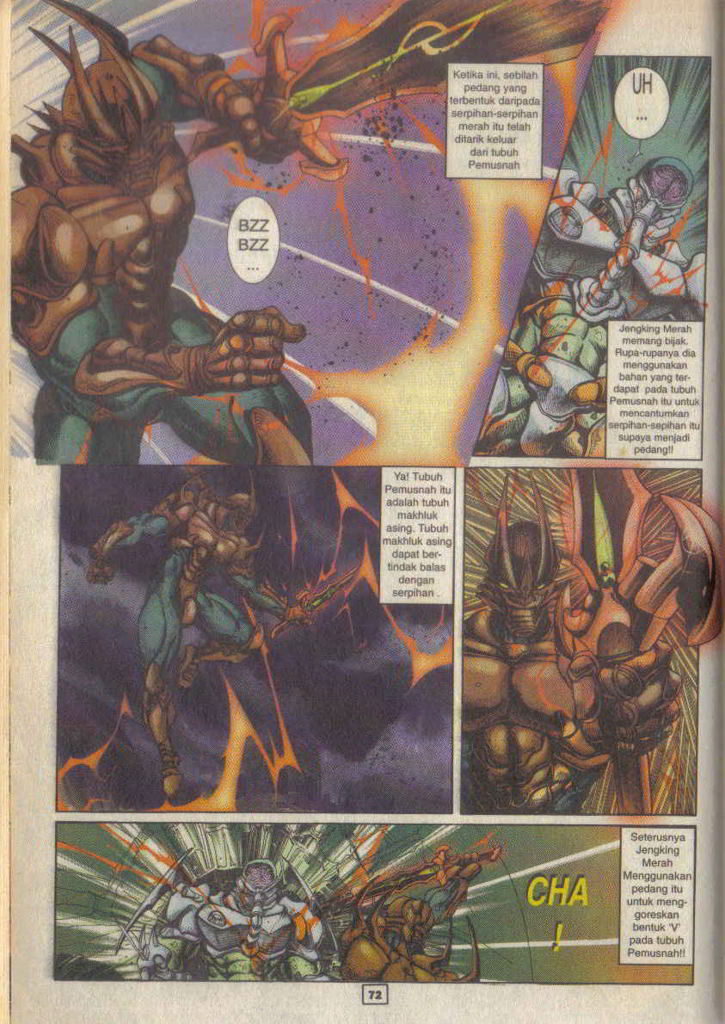 Ketika ini, sebilah
pedang yang
terbentuk daripada
serpihan-serpihan
merah itu telah
ditarik keluar
dari tubuh
Pemusnah
UH
...
BZZ
BZZ
...
Jengking Merah
memang bijak.
Rupa-rupanya dia
menggunakan
bahan yang ter-
dapat pada tubuh
Pemusnah itu untuk
mencantumkan
serpihan-sepihan itu
supaya menjadi
pedang!!
Ya! Tubuh
Pemusnah itu
adalah tubuh
makhluk
asing. Tubuh
makhluk asing
dapat ber-
tindak balas
dengan
serpihan .
Seterusnya
Jengking
Merah
Menggunakan
pedang itu
untuk meng-
goreskan
bentuk 'V'
pada tubuh
Pemusnah!!
CHA
!
72